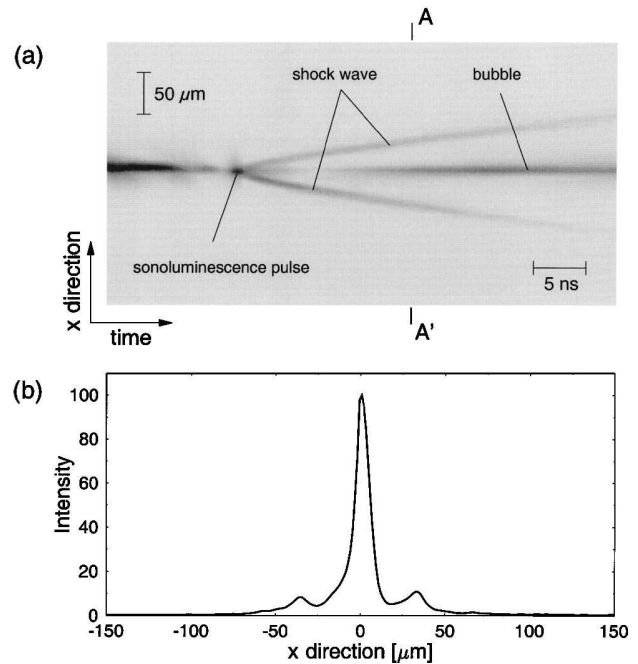 A
(a)
50 μm
shock wave
bubble
sonoluminescence pulse
5 ns
x direction
time
A'
(b)
100
80
60
40
20
0
Intensity
-150
-100
-50
0
50
100
150
x direction [μm]